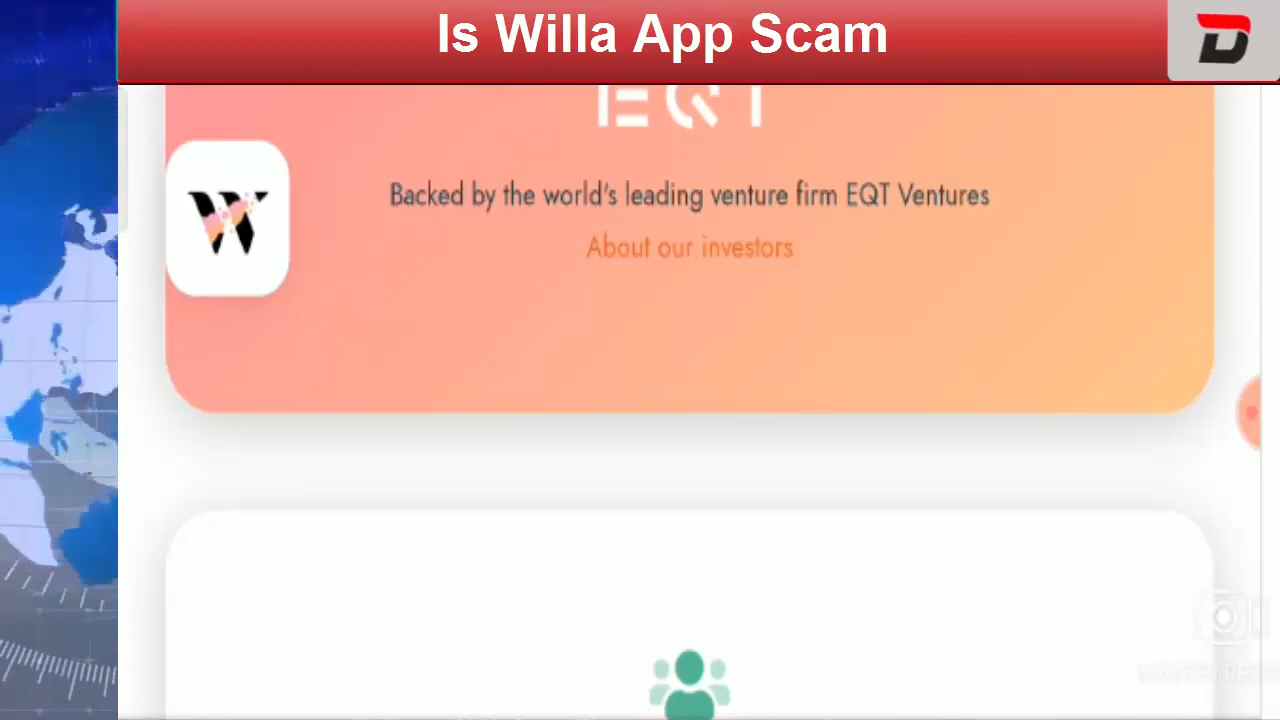 Is Willa App Scam
D
EQT
W
Backed by the world's leading venture firm EQT Ventures
About our investors